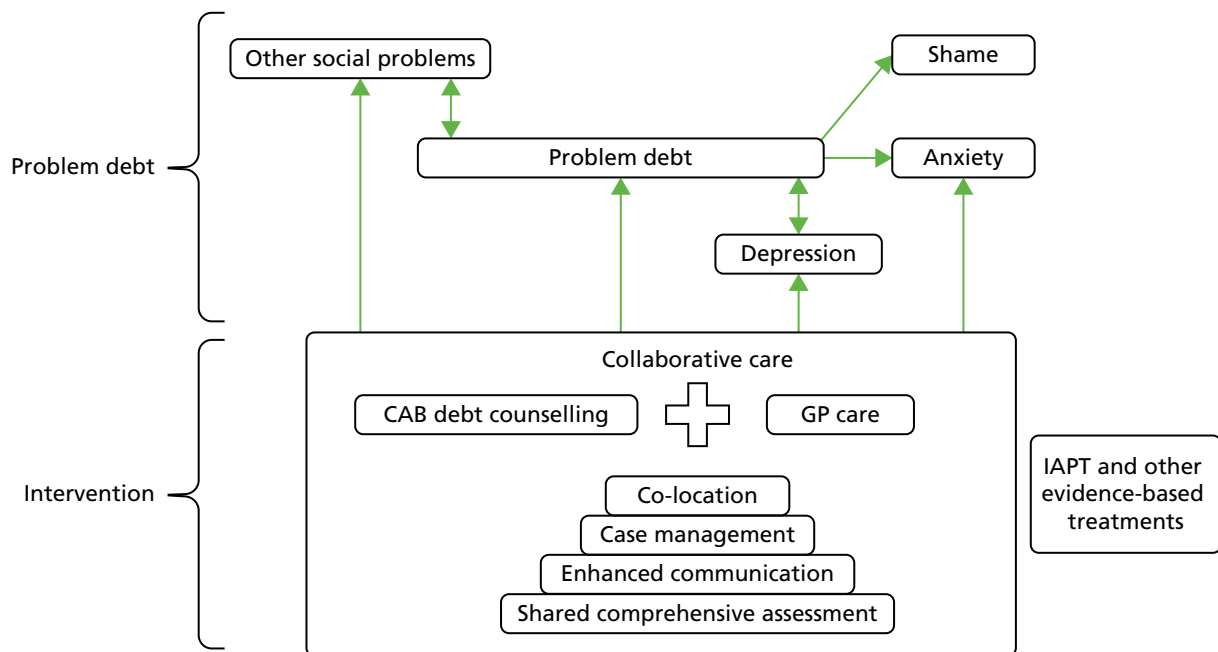 Other social problems
Shame
Problem debt
Problem debt
Anxiety
Depression
Intervention
Collaborative care
CAB debt counselling
GP care
Co-location
Case management
Enhanced communication
Shared comprehensive assessment
IAPT and other
evidence-based
treatments